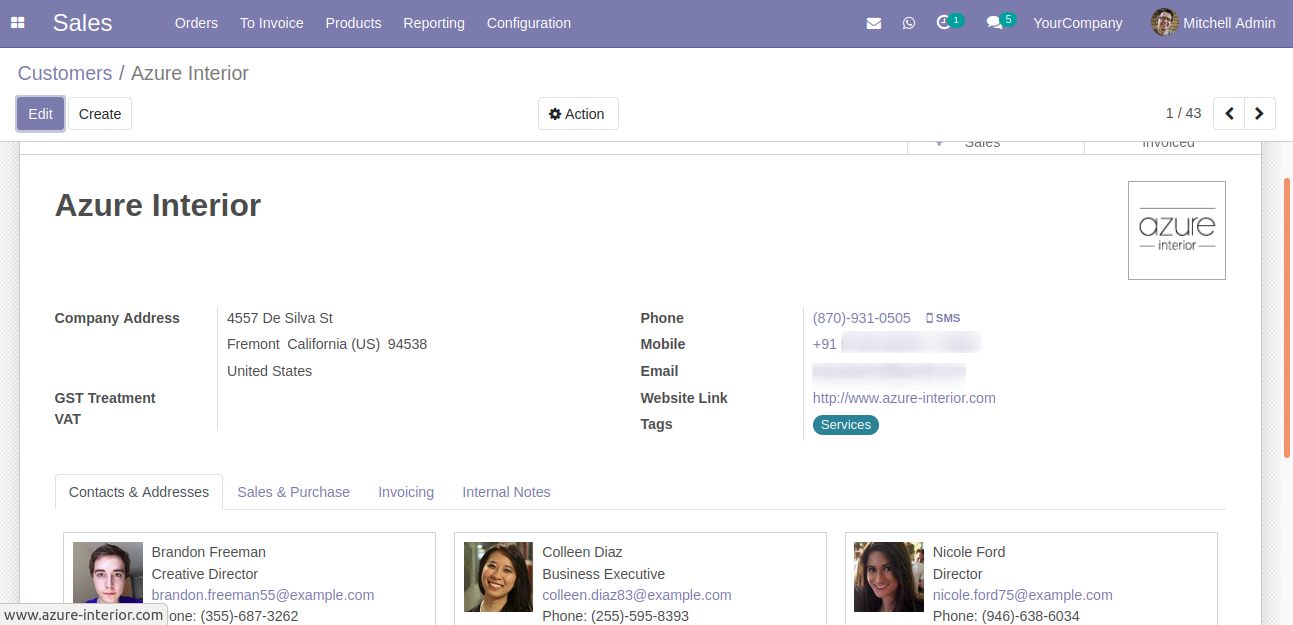 Sales Orders To Invoice Products Reporting Configuration 1 5 YourCompany Mitchell Admin
Customers / Azure Interior
Edit Create Action 1 / 43
Sales Invoiced
Azure Interior
azure
interior
Company Address 4557 De Silva St Phone (870)-931-0505 SMS
Fremont California (US) 94538 Mobile +91
United States Email
GST Treatment Website Link http://www.azure-interior.com
VAT Tags Services
Contacts & Addresses Sales & Purchase Invoicing Internal Notes
Brandon Freeman Colleen Diaz Nicole Ford
Creative Director Business Executive Director
brandon.freeman55@example.com colleen.diaz83@example.com nicole.ford75@example.com
www.azure-interior.com one: (355)-687-3262 Phone: (255)-595-8393 Phone: (946)-638-6034